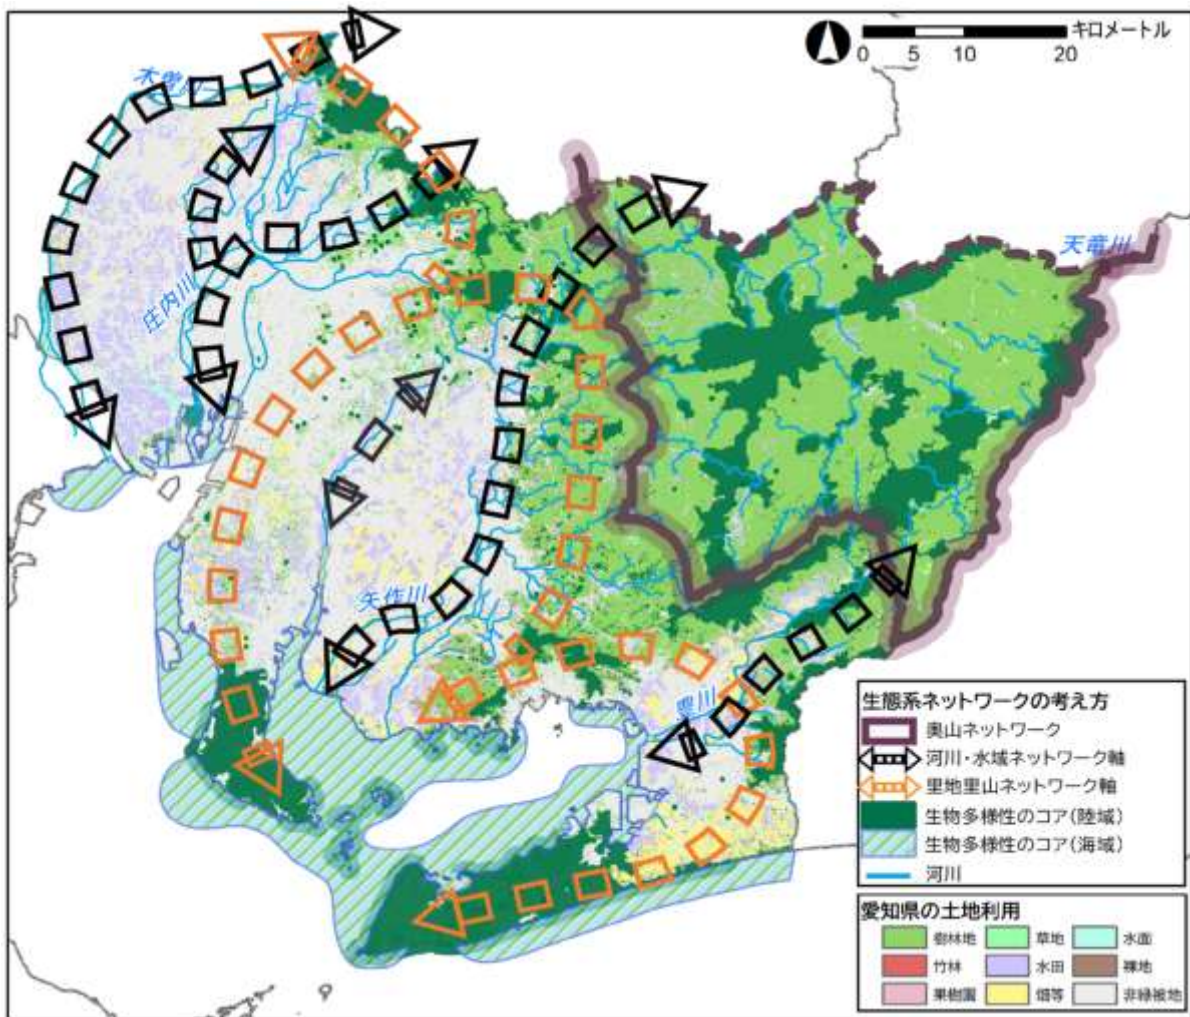 キロメートル
0 5 10 20
木曽川
天竜川
庄内川
矢作川
豊川
生態系ネットワークの考え方
奥山ネットワーク
河川・水域ネットワーク軸
里地里山ネットワーク軸
生物多様性のコア(陸域)
生物多様性のコア(海域)
河川
愛知県の土地利用
樹林地 草地 水面
竹林 水田 裸地
果樹園 畑等 非緑被地